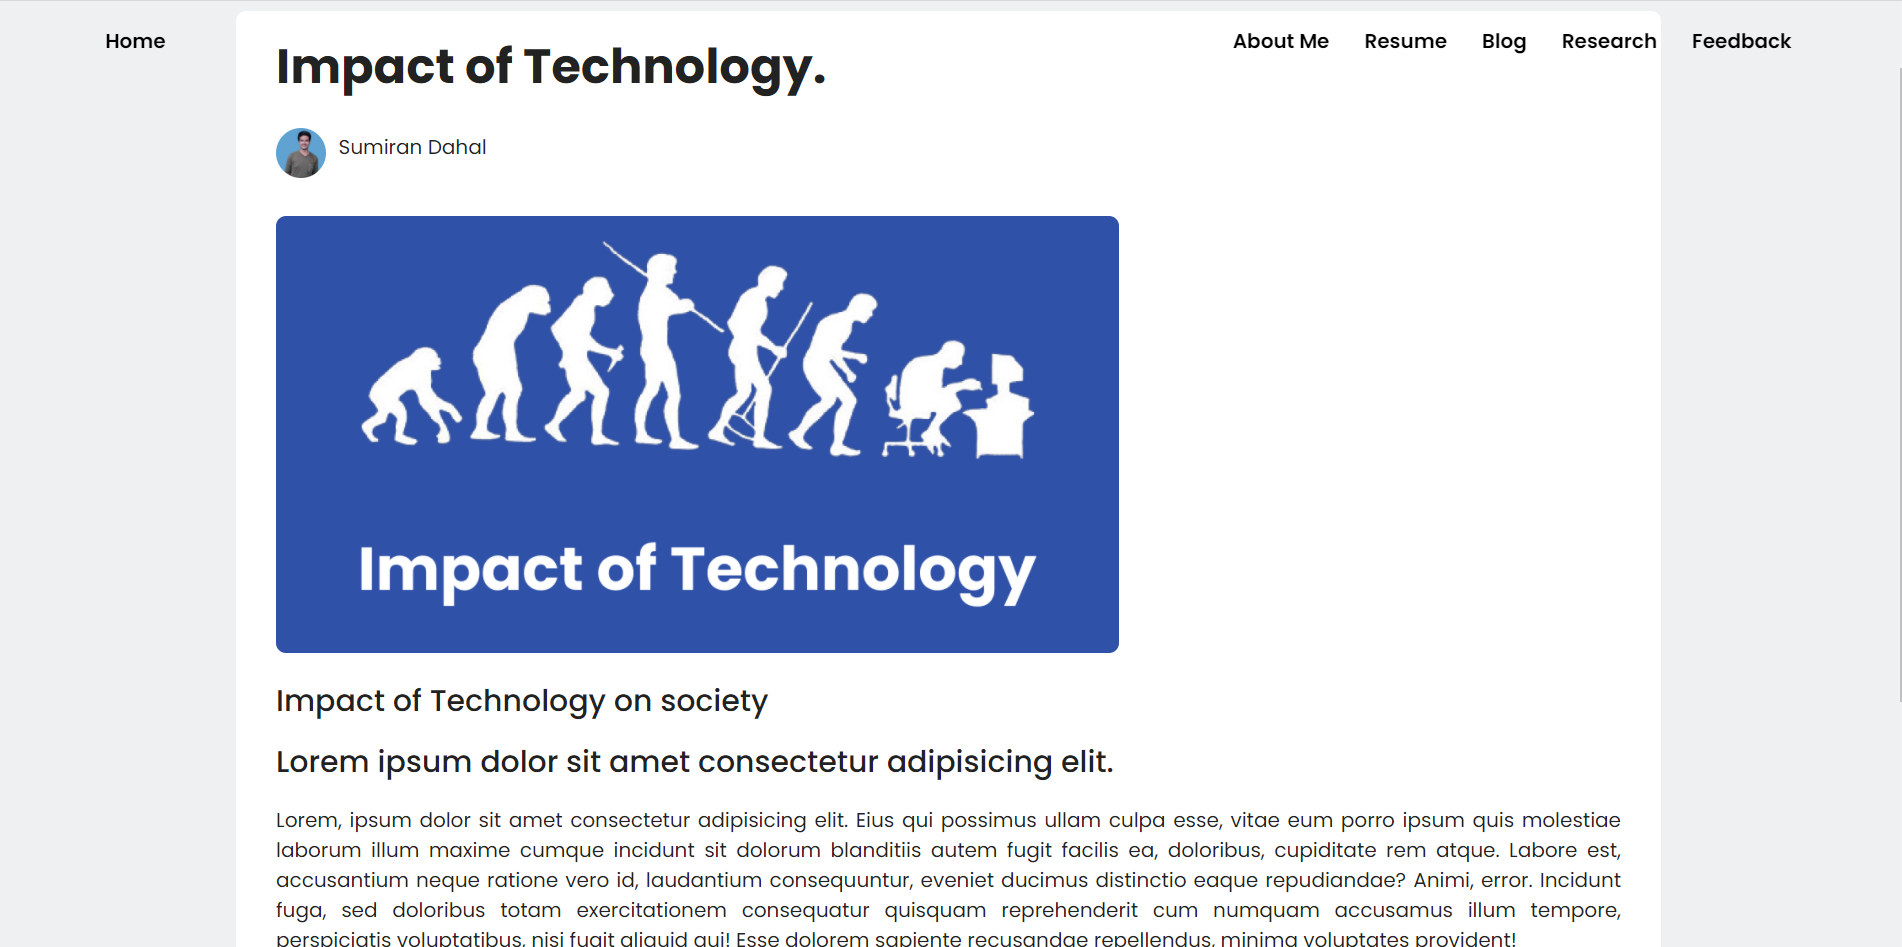 Home
About Me
Resume
Blog
Research
Feedback
Impact of Technology.
Sumiran Dahal
Impact of Technology
Impact of Technology on society
Lorem ipsum dolor sit amet consectetur adipisicing elit.
Lorem, ipsum dolor sit amet consectetur adipisicing elit. Eius qui possimus ullam culpa esse, vitae eum porro ipsum quis molestiae
laborum illum maxime cumque incidunt sit dolorum blanditiis autem fugit facilis ea, doloribus, cupiditate rem atque. Labore est,
accusantium neque ratione vero id, laudantium consequuntur, eveniet ducimus distinctio eaque repudiandae? Animi, error. Incidunt
fuga, sed doloribus totam exercitationem consequatur quisquam reprehenderit cum numquam accusamus illum tempore,
perspiciatis voluptatibus, nisi fugit aliquid qui! Esse dolorem sapiente recusandae repellendus, minima voluptates provident!